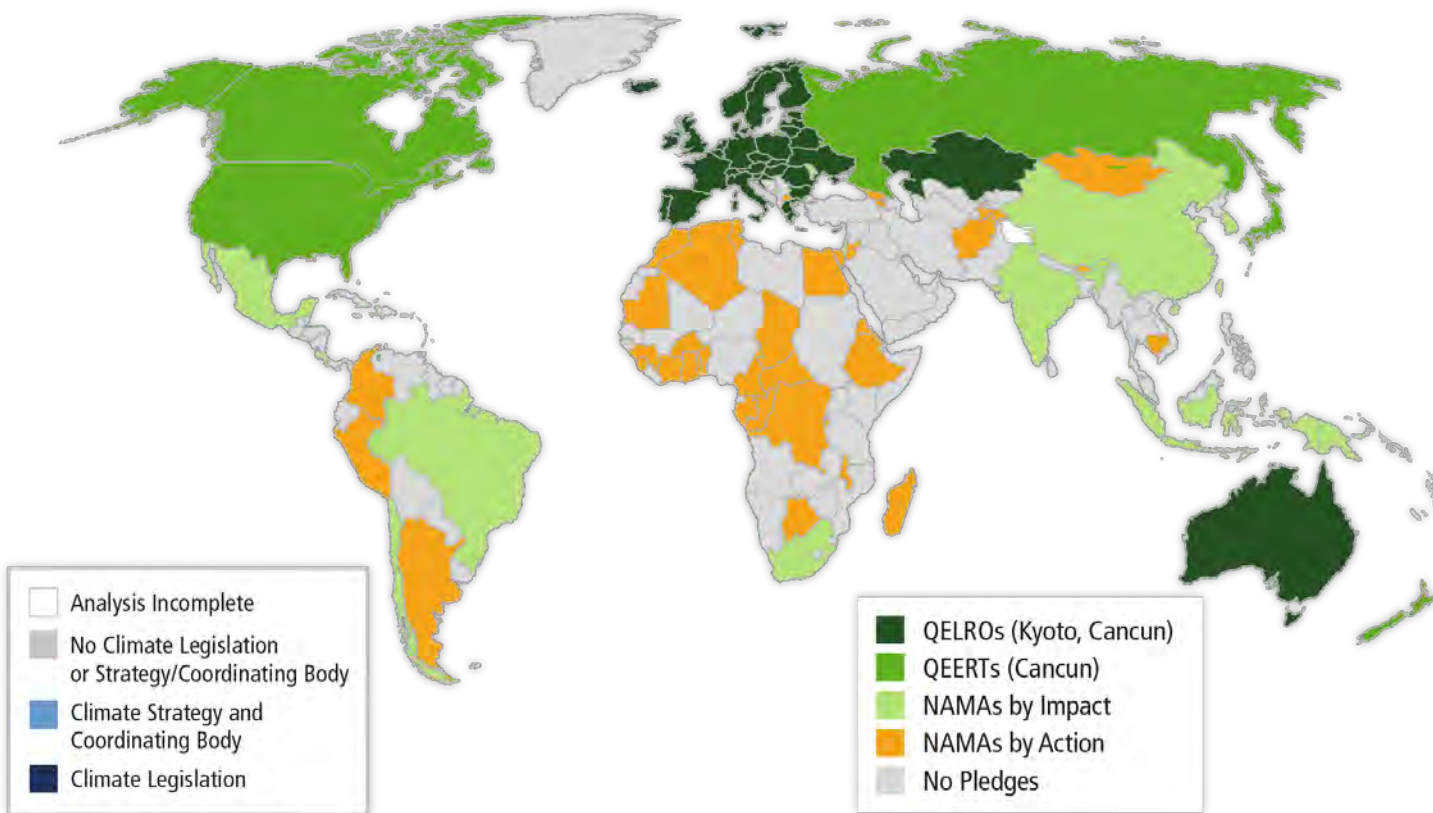 Analysis Incomplete
No Climate Legislation
or Strategy/Coordinating Body
Climate Strategy and
Coordinating Body
Climate Legislation
QELROs (Kyoto, Cancun)
QEERTs (Cancun)
NAMAs by Impact
NAMAs by Action
No Pledges